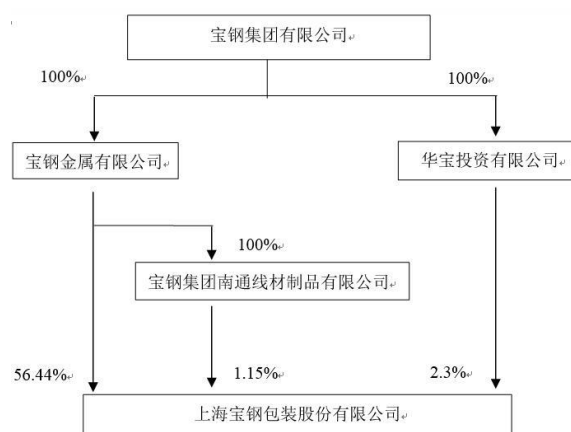 宝钢集团有限公司
100%
100%
宝钢金属有限公司
华宝投资有限公司
100%
宝钢集团南通线材制品有限公司
56.44%
1.15%
2.3%
上海宝钢包装股份有限公司